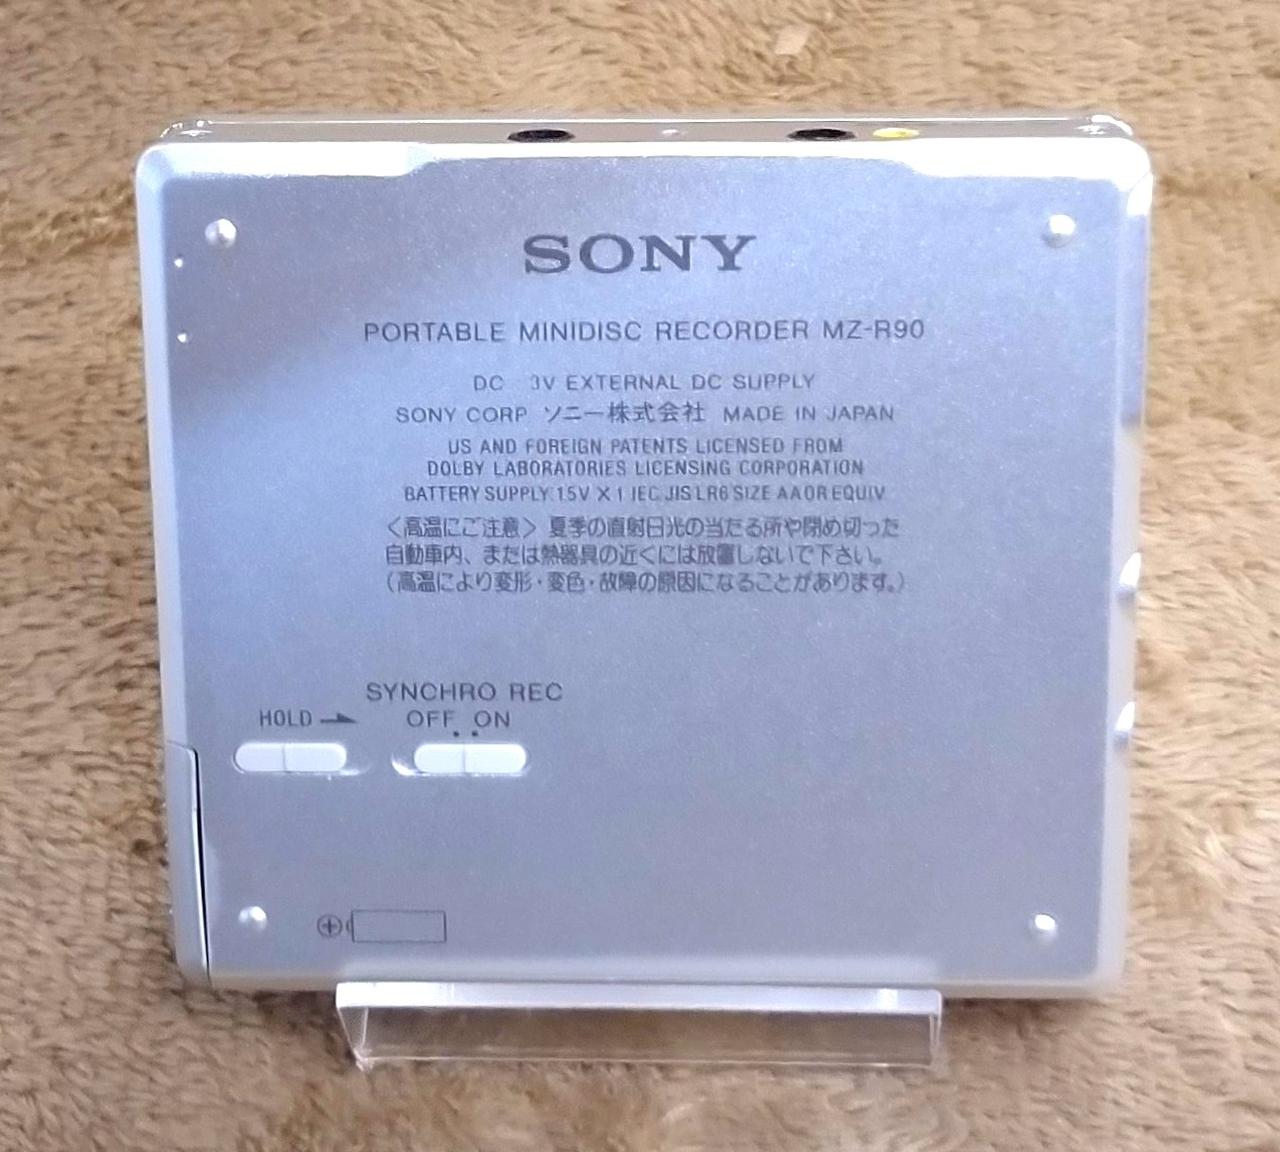 SONY
PORTABLE MINIDISC RECORDER MZ-R90
DC 3V EXTERNAL DC SUPPLY
SONY CORP ソニー株式会社 MADE IN JAPAN
US AND FOREIGN PATENTS LICENSED FROM
DOLBY LABORATORIES LICENSING CORPORATION
BATTERY SUPPLY 1.5V X 1 IEC JIS LR6 SIZE AA OR EQUIV
〈高温にご注意〉夏季の直射日光の当たる所や閉め切った
自動車内、または熱器具の近くには放置しないで下さい。
（高温により変形・変色・故障の原因になることがあります。）
SYNCHRO REC
HOLD OFF ON